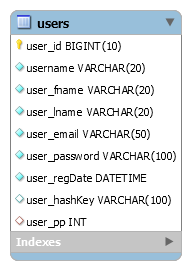 users
user_id BIGINT(10)
username VARCHAR(20)
user_fname VARCHAR(20)
user_lname VARCHAR(20)
user_email VARCHAR(50)
user_password VARCHAR(100)
user_regDate DATETIME
user_hashKey VARCHAR(100)
user_pp INT
Indexes